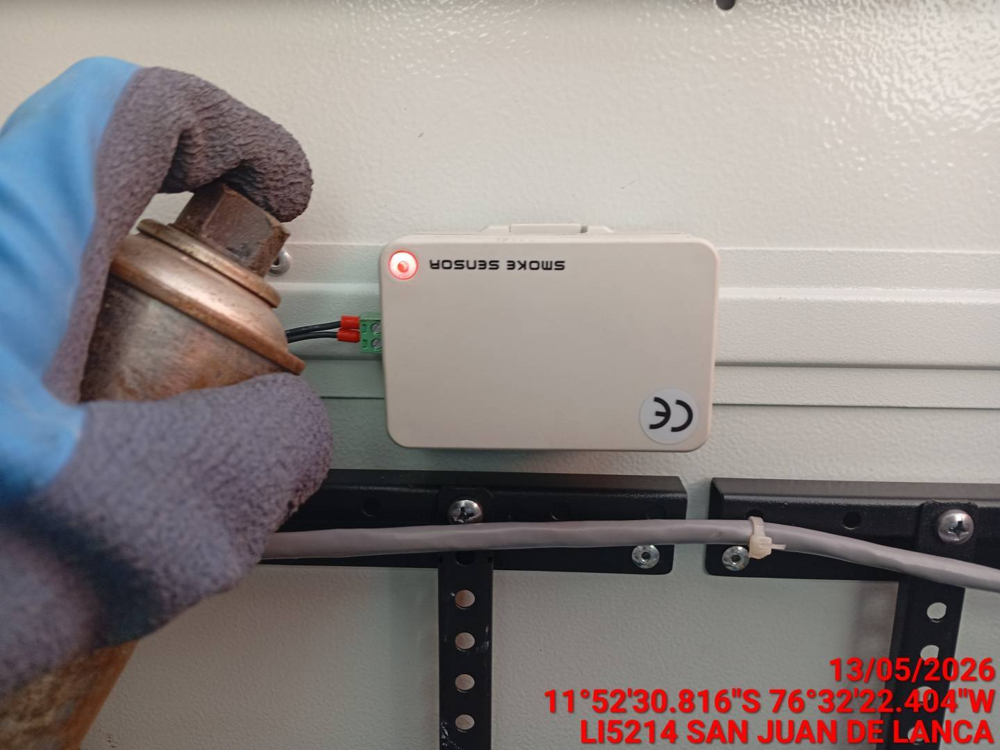 SMOKE SENSOR
CE
13/05/2026
11°52'30.816"S 76°32'22.404"W
LI5214 SAN JUAN DE LANCA